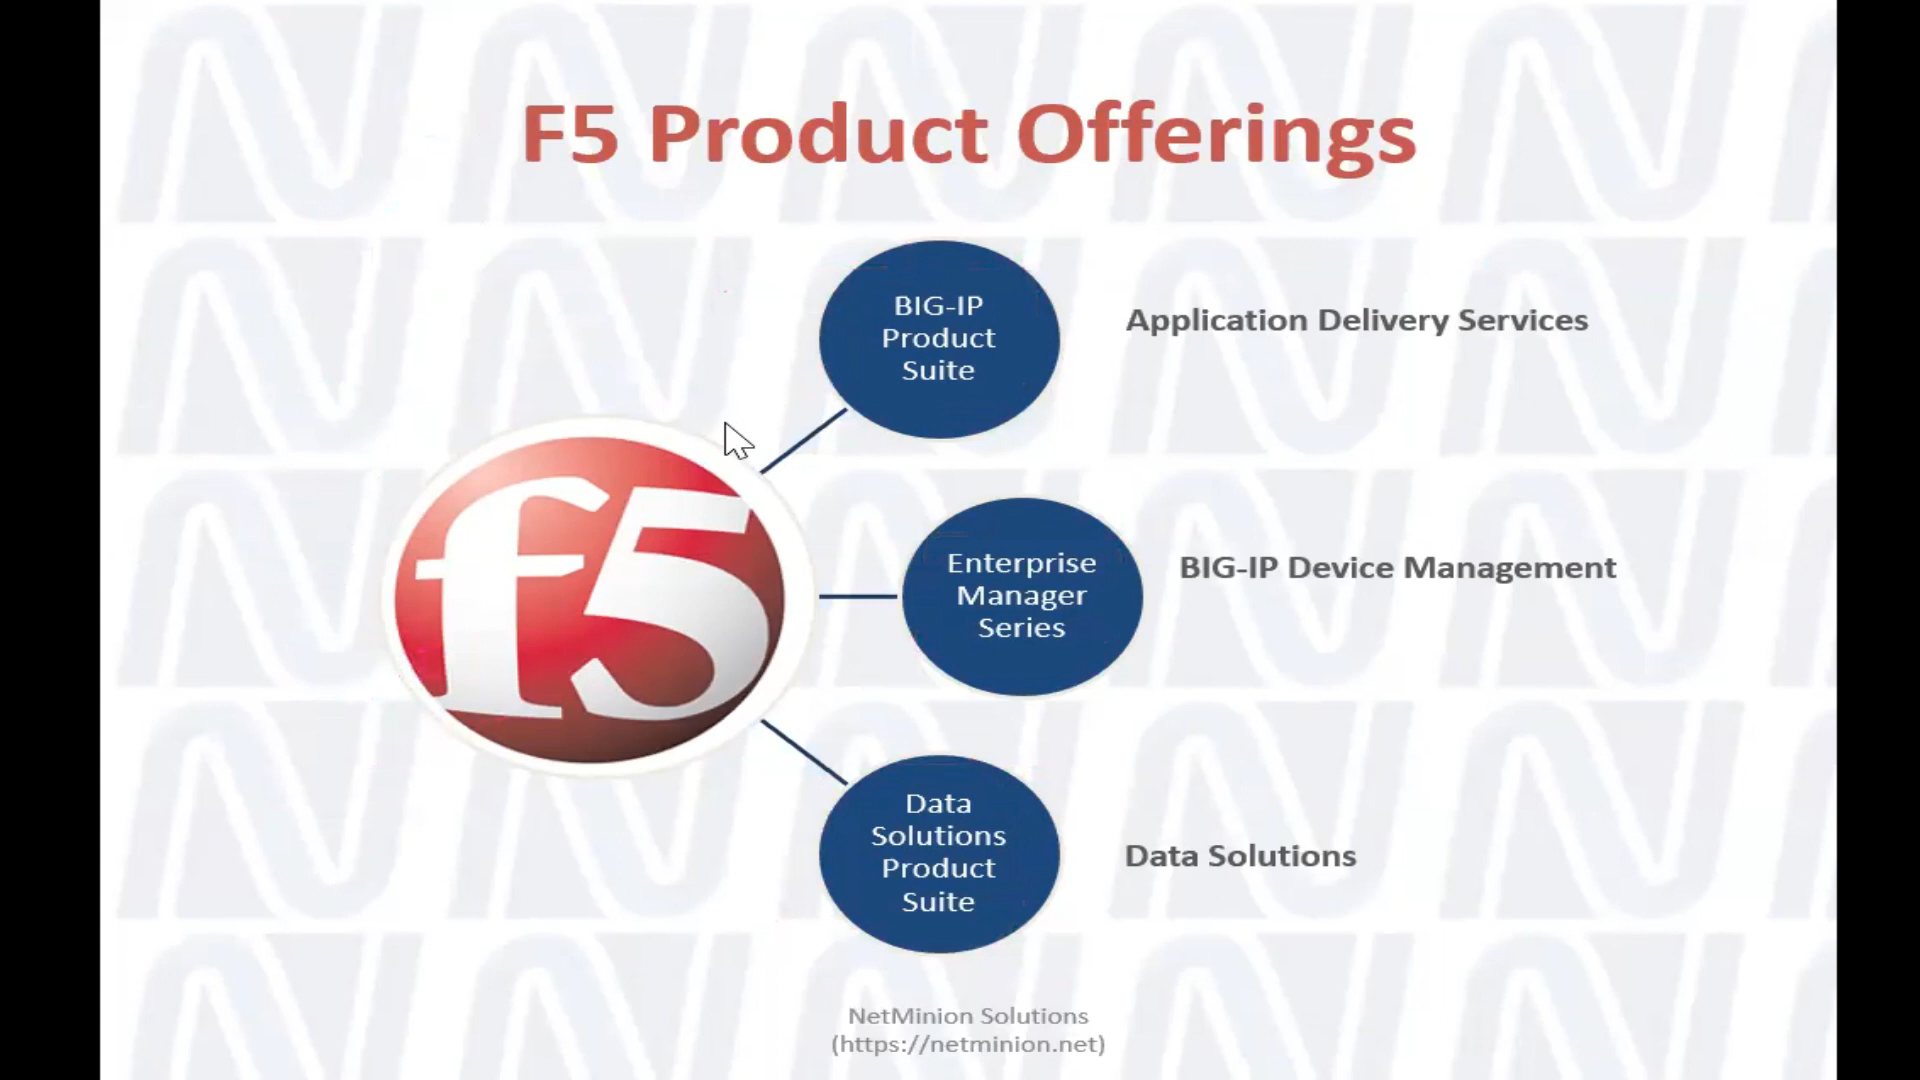 F5 Product Offerings
BIG-IP
Product
Suite
Application Delivery Services
f5
Enterprise
Manager
Series
BIG-IP Device Management
Data
Solutions
Product
Suite
Data Solutions
NetMinion Solutions
(https://netminion.net)